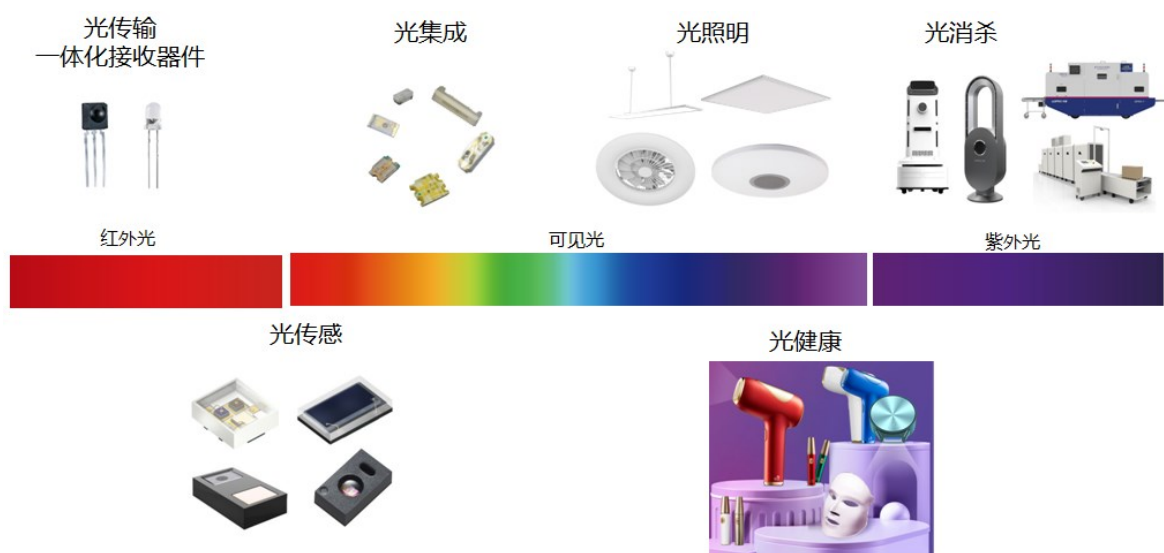 光传输
一体化接收器件
光集成
光照明
光消杀
红外光
可见光
紫外光
光传感
光健康